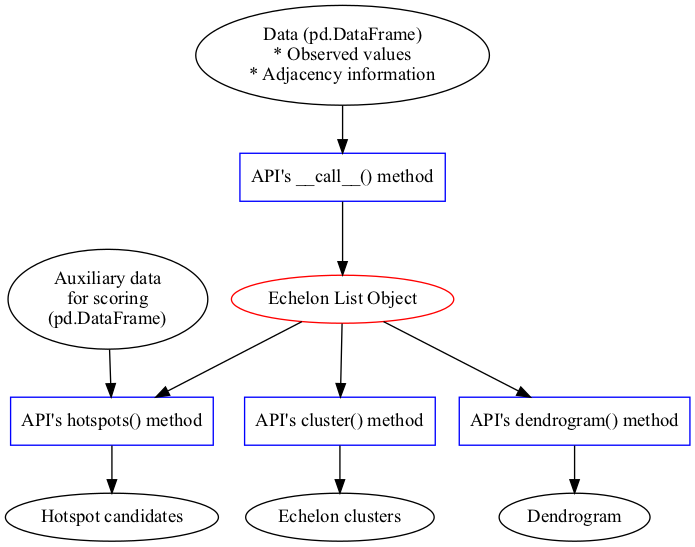 Data (pd.DataFrame)
* Observed values
* Adjacency information
API's __call__() method
Auxiliary data
for scoring
(pd.DataFrame)
Echelon List Object
API's hotspots() method
API's cluster() method
API's dendrogram() method
Hotspot candidates
Echelon clusters
Dendrogram